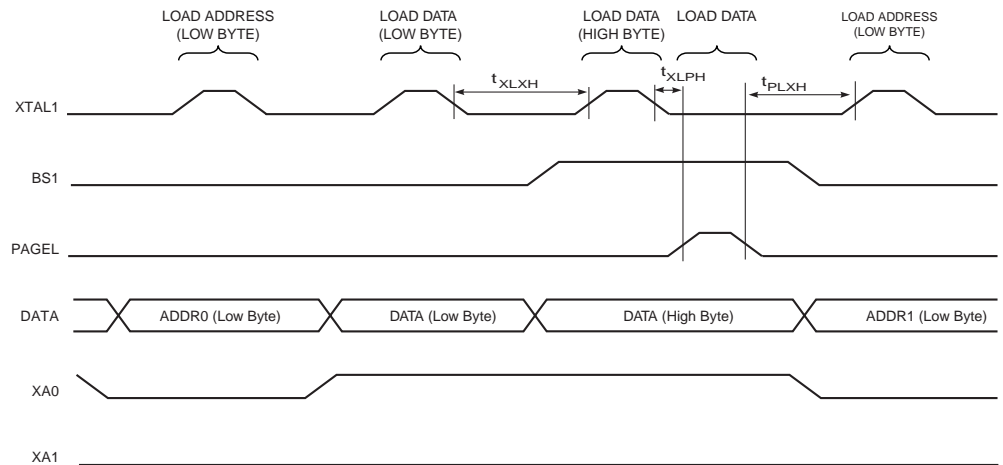 LOAD ADDRESS
(LOW BYTE)
LOAD DATA
(LOW BYTE)
LOAD DATA
(HIGH BYTE)
LOAD DATA
LOAD ADDRESS
(LOW BYTE)
tXLXH
tXLPH
tPLXH
XTAL1
BS1
PAGEL
DATA
ADDR0 (Low Byte)
DATA (Low Byte)
DATA (High Byte)
ADDR1 (Low Byte)
XA0
XA1